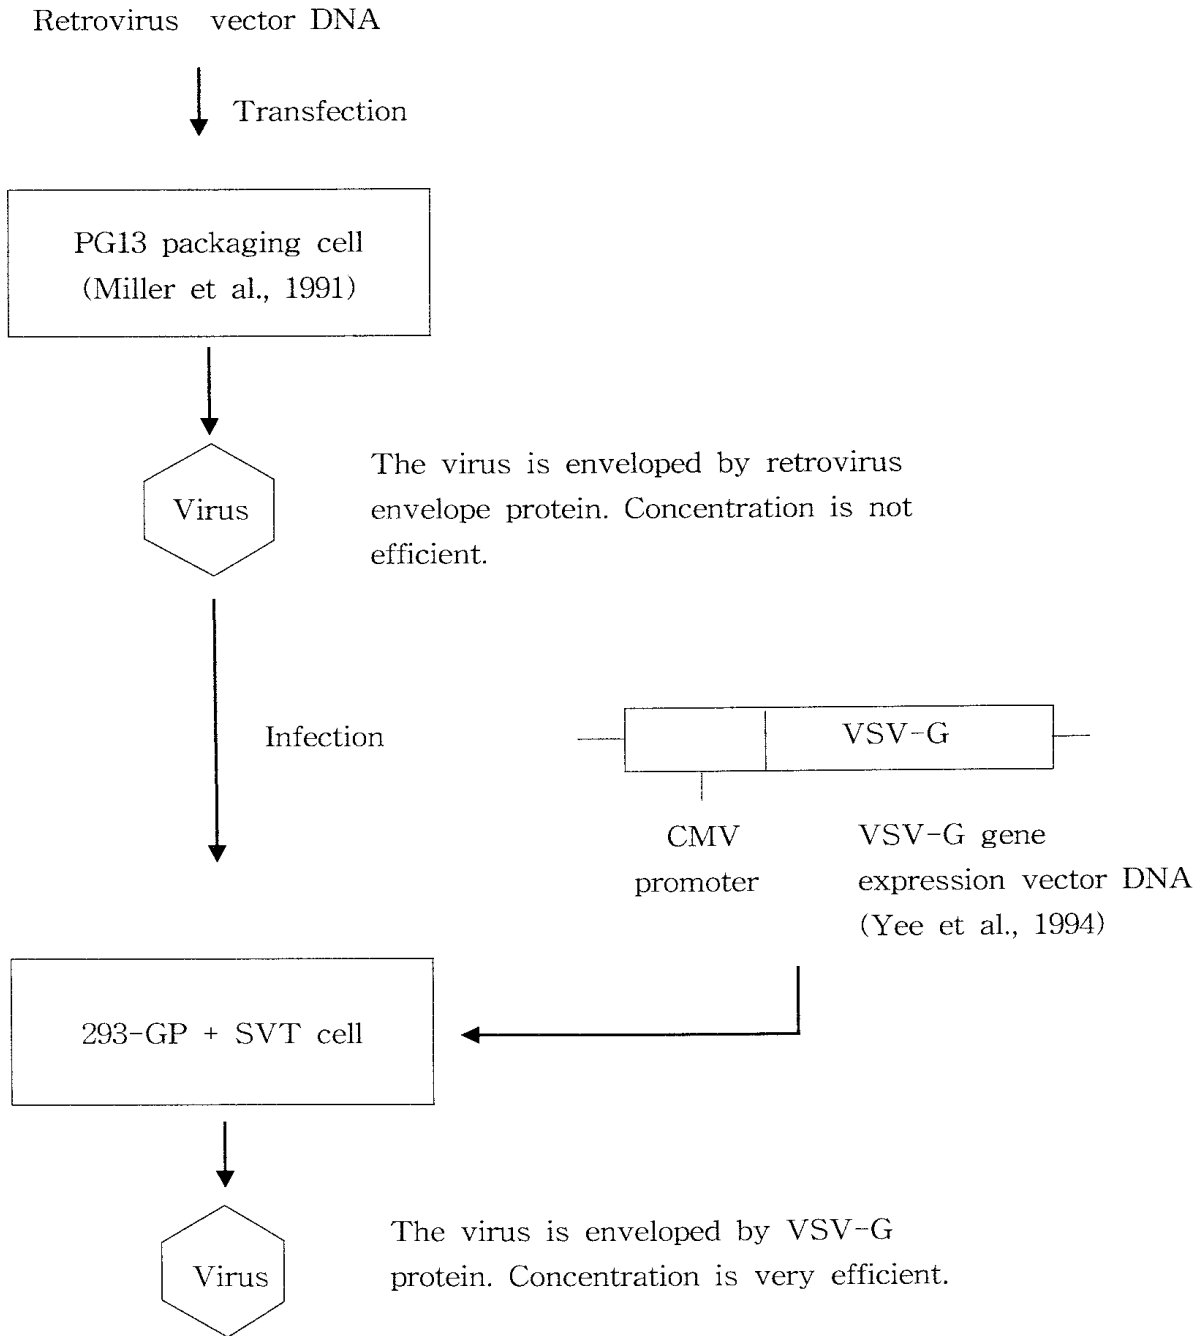 Retrovirus vector DNA
Transfection
PG13 packaging cell
(Miller et al., 1991)
Virus
The virus is enveloped by retrovirus
envelope protein. Concentration is not
efficient.
Infection
VSV-G
CMV
promoter
VSV-G gene
expression vector DNA
(Yee et al., 1994)
293-GP + SVT cell
Virus
The virus is enveloped by VSV-G
protein. Concentration is very efficient.